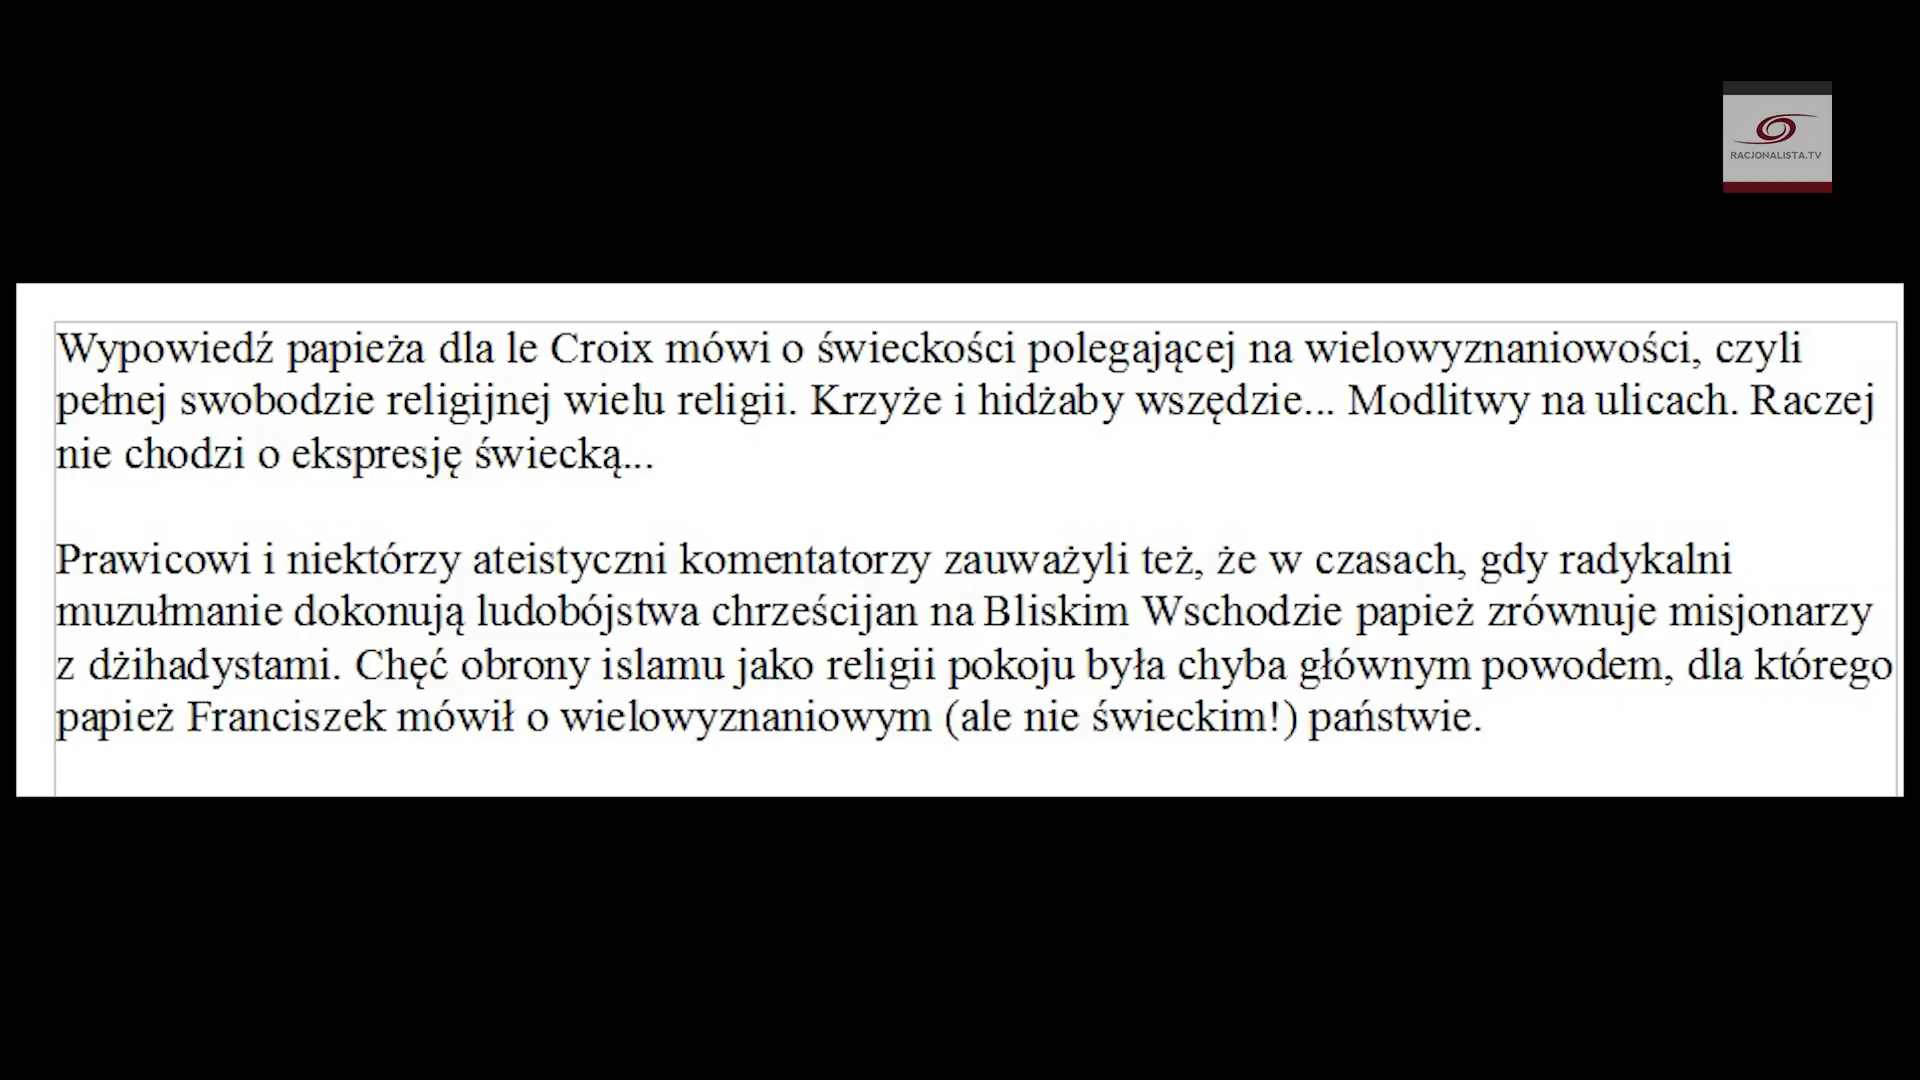 RACJONALISTA.TV
Wypowiedź papieża dla le Croix mówi o świeckości polegającej na wielowyznaniowości, czyli
pełnej swobodzie religijnej wielu religii. Krzyże i hidżaby wszędzie... Modlitwy na ulicach. Raczej
nie chodzi o ekspresję świecką...
Prawicowi i niektórzy ateistyczni komentatorzy zauważyli też, że w czasach, gdy radykalni
muzułmanie dokonują ludobójstwa chrześcijan na Bliskim Wschodzie papież zrównuje misjonarzy
z dżihadystami. Chęć obrony islamu jako religii pokoju była chyba głównym powodem, dla którego
papież Franciszek mówił o wielowyznaniowym (ale nie świeckim!) państwie.